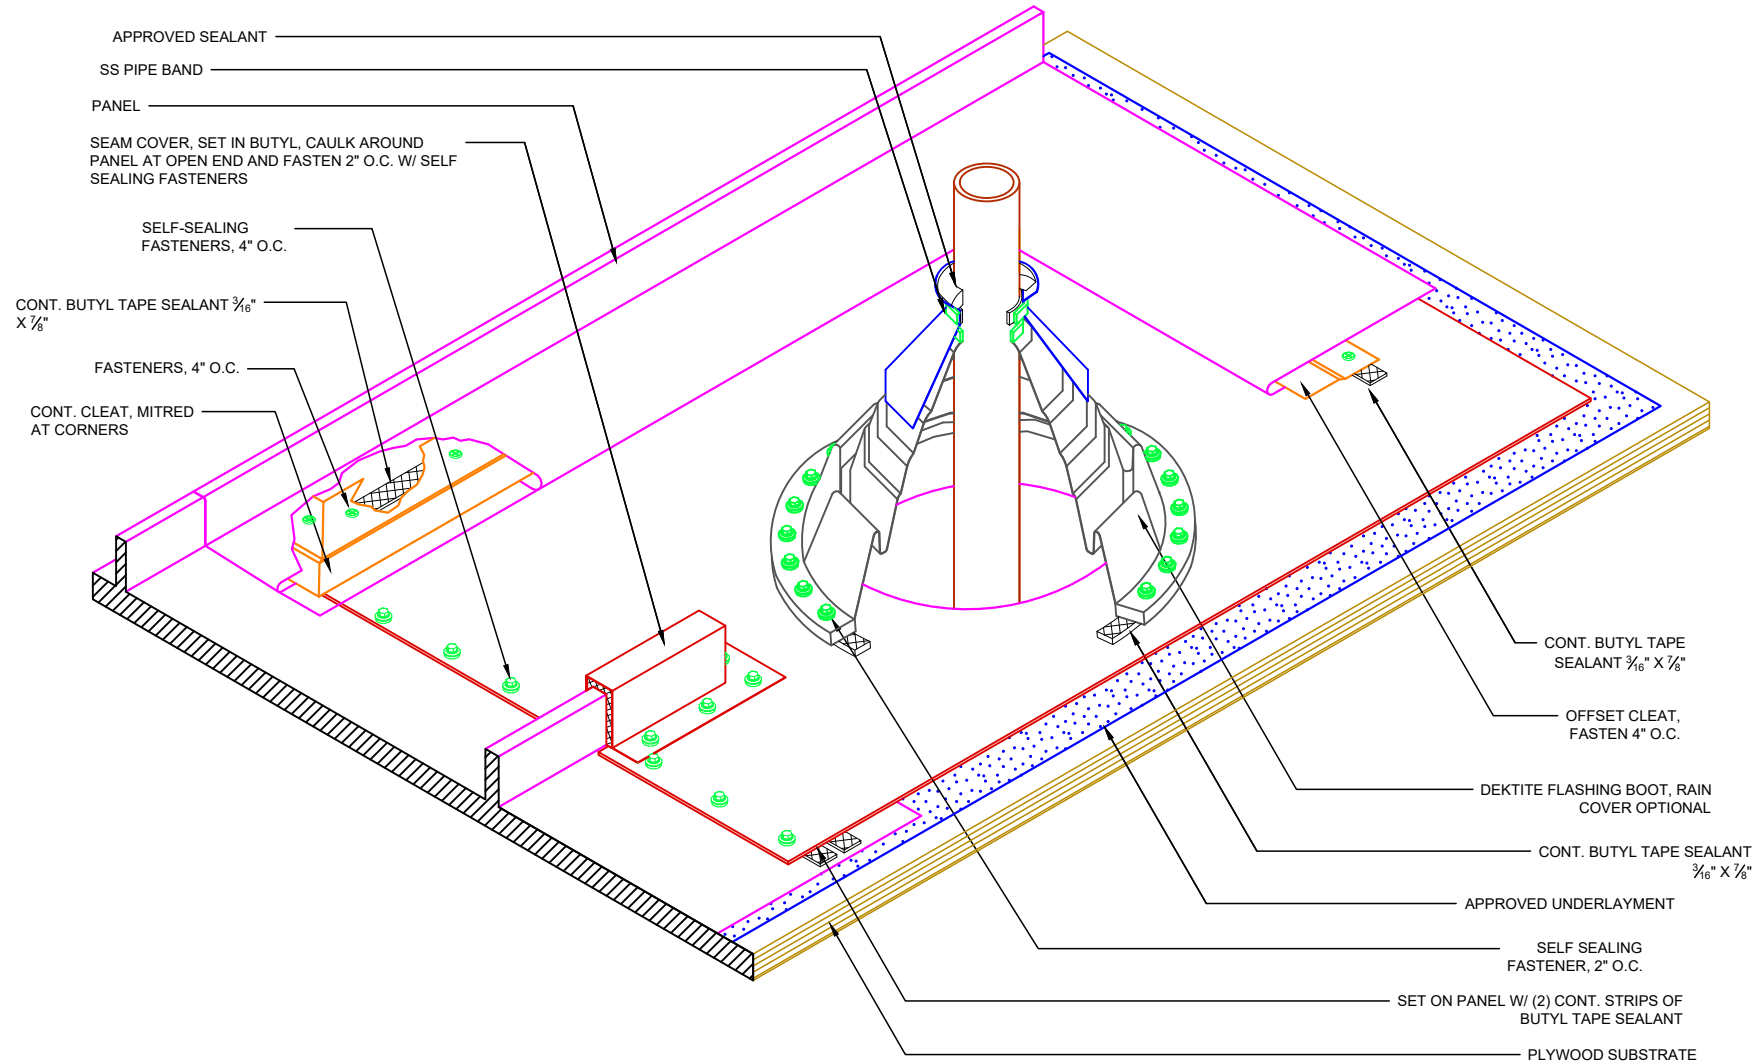 APPROVED SEALANT
SS PIPE BAND
PANEL
SEAM COVER, SET IN BUTYL, CAULK AROUND
PANEL AT OPEN END AND FASTEN 2" O.C. W/ SELF
SEALING FASTENERS
SELF-SEALING
FASTENERS, 4" O.C.
CONT. BUTYL TAPE SEALANT 3/16"
X 7/8"
FASTENERS, 4" O.C.
CONT. CLEAT, MITRED
AT CORNERS
CONT. BUTYL TAPE
SEALANT 3/16" X 7/8"
OFFSET CLEAT,
FASTEN 4" O.C.
DEKTITE FLASHING BOOT, RAIN
COVER OPTIONAL
CONT. BUTYL TAPE SEALANT
3/16" X 7/8"
APPROVED UNDERLAYMENT
SELF SEALING
FASTENER, 2" O.C.
SET ON PANEL W/ (2) CONT. STRIPS OF
BUTYL TAPE SEALANT
PLYWOOD SUBSTRATE